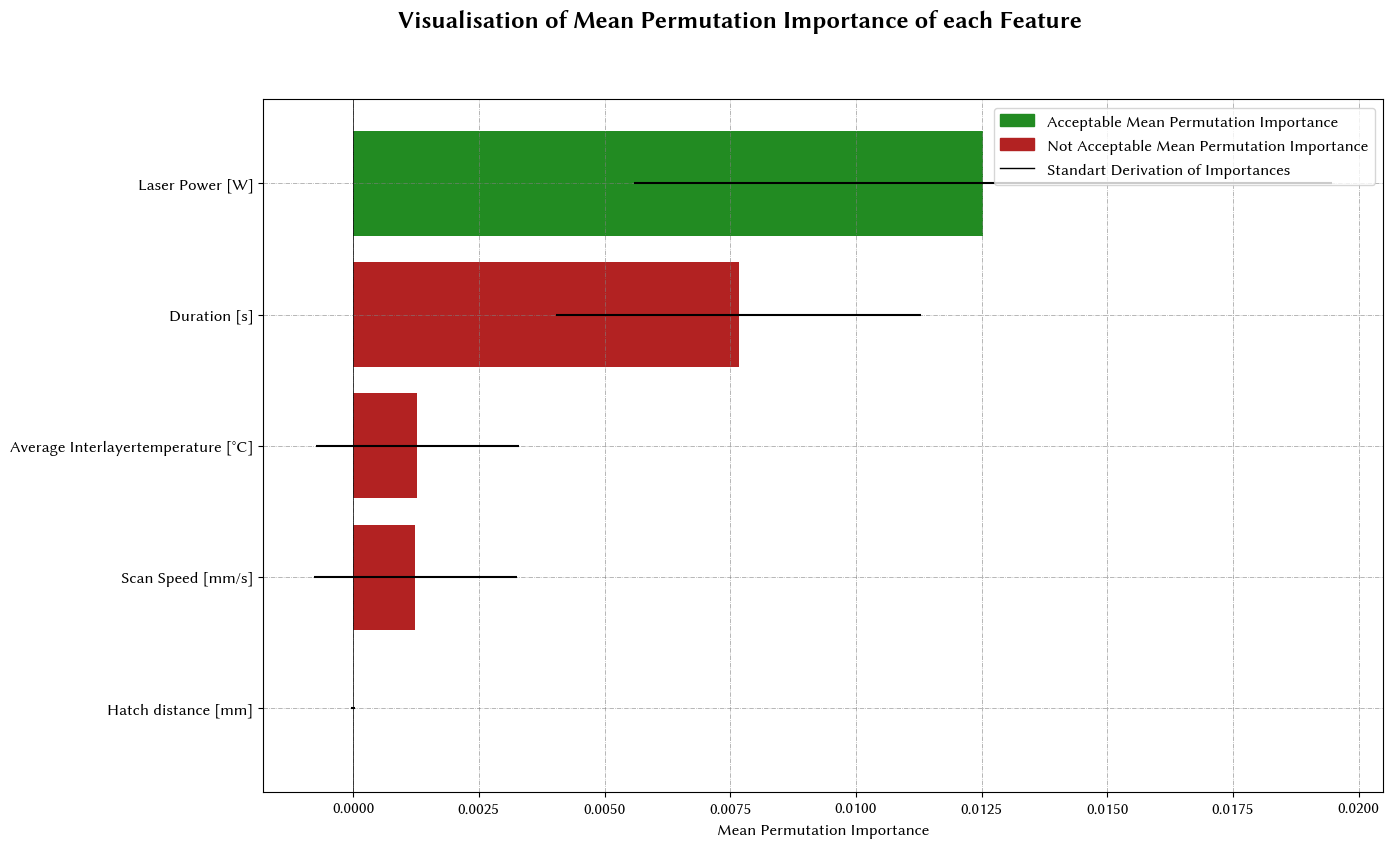 Visualisation of Mean Permutation Importance of each Feature
Acceptable Mean Permutation Importance
Not Acceptable Mean Permutation Importance
Standart Derivation of Importances
Laser Power [W]
Duration [s]
Average Interlayertemperature [°C]
Scan Speed [mm/s]
Hatch distance [mm]
0.0000 0.0025 0.0050 0.0075 0.0100 0.0125 0.0150 0.0175 0.0200
Mean Permutation Importance